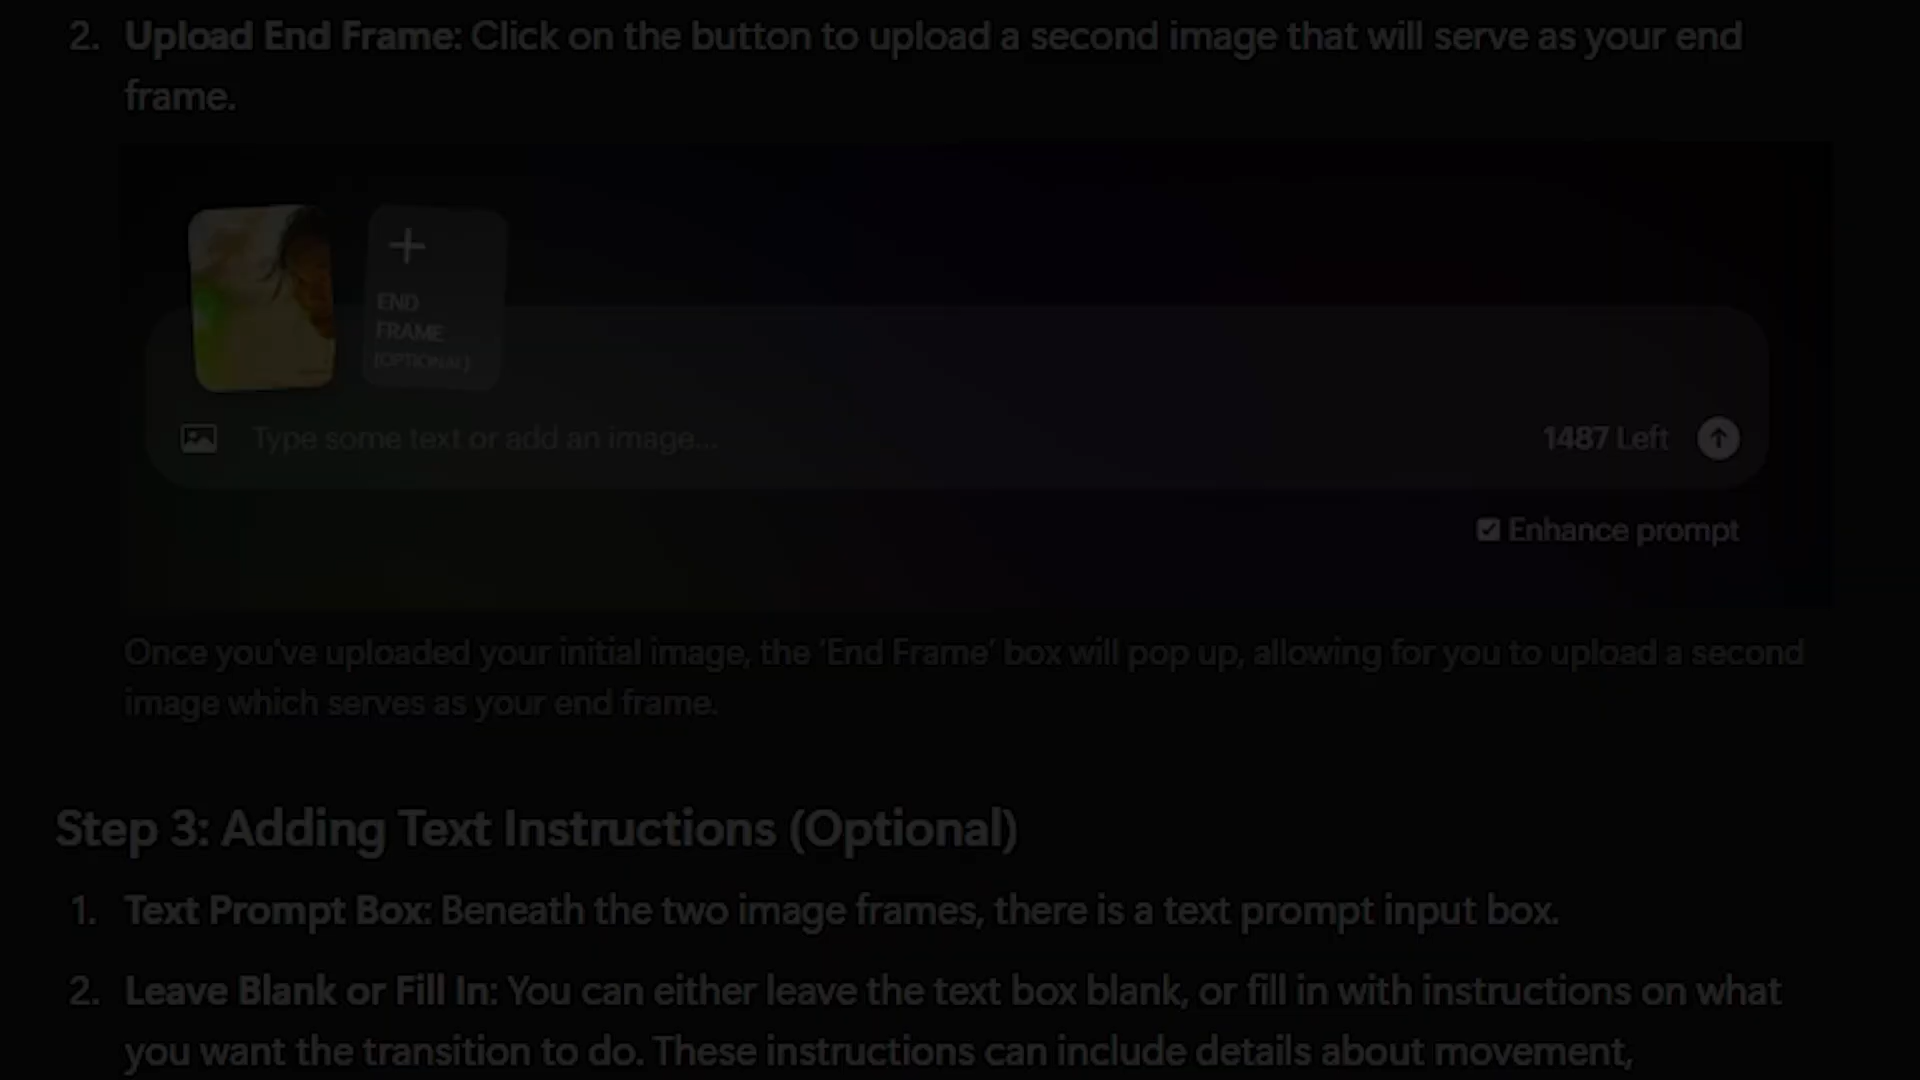 2. Upload End Frame: Click on the button to upload a second image that will serve as your end
frame.
END
FRAME
(OPTIONAL)
Type some text or add an image...
1487 Left
Enhance prompt
Once you've uploaded your initial image, the ‘End Frame’ box will pop up, allowing for you to upload a second
image which serves as your end frame.
Step 3: Adding Text Instructions (Optional)
1. Text Prompt Box: Beneath the two image frames, there is a text prompt input box.
2. Leave Blank or Fill In: You can either leave the text box blank, or fill in with instructions on what
you want the transition to do. These instructions can include details about movement,